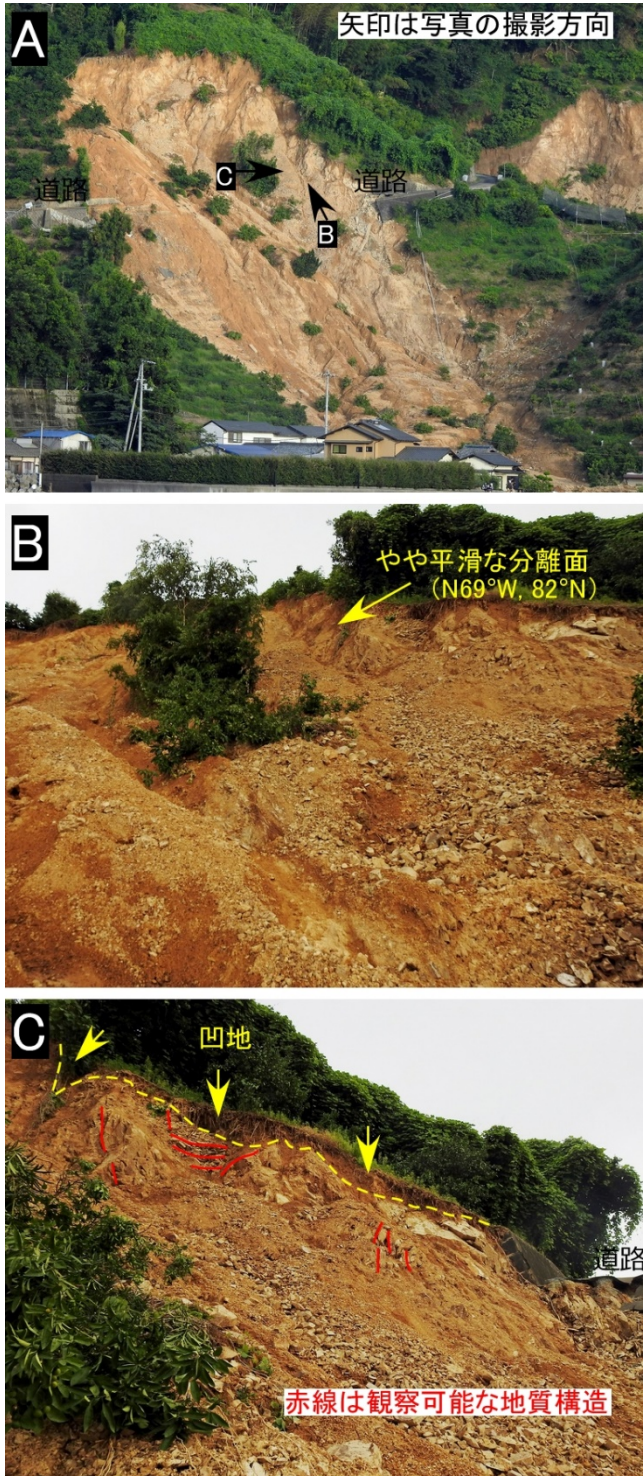 A
矢印は写真の撮影方向
道路
C
道路
B
B
やや平滑な分離面
(N69°W, 82°N)
C
凹地
道路
赤線は観察可能な地質構造